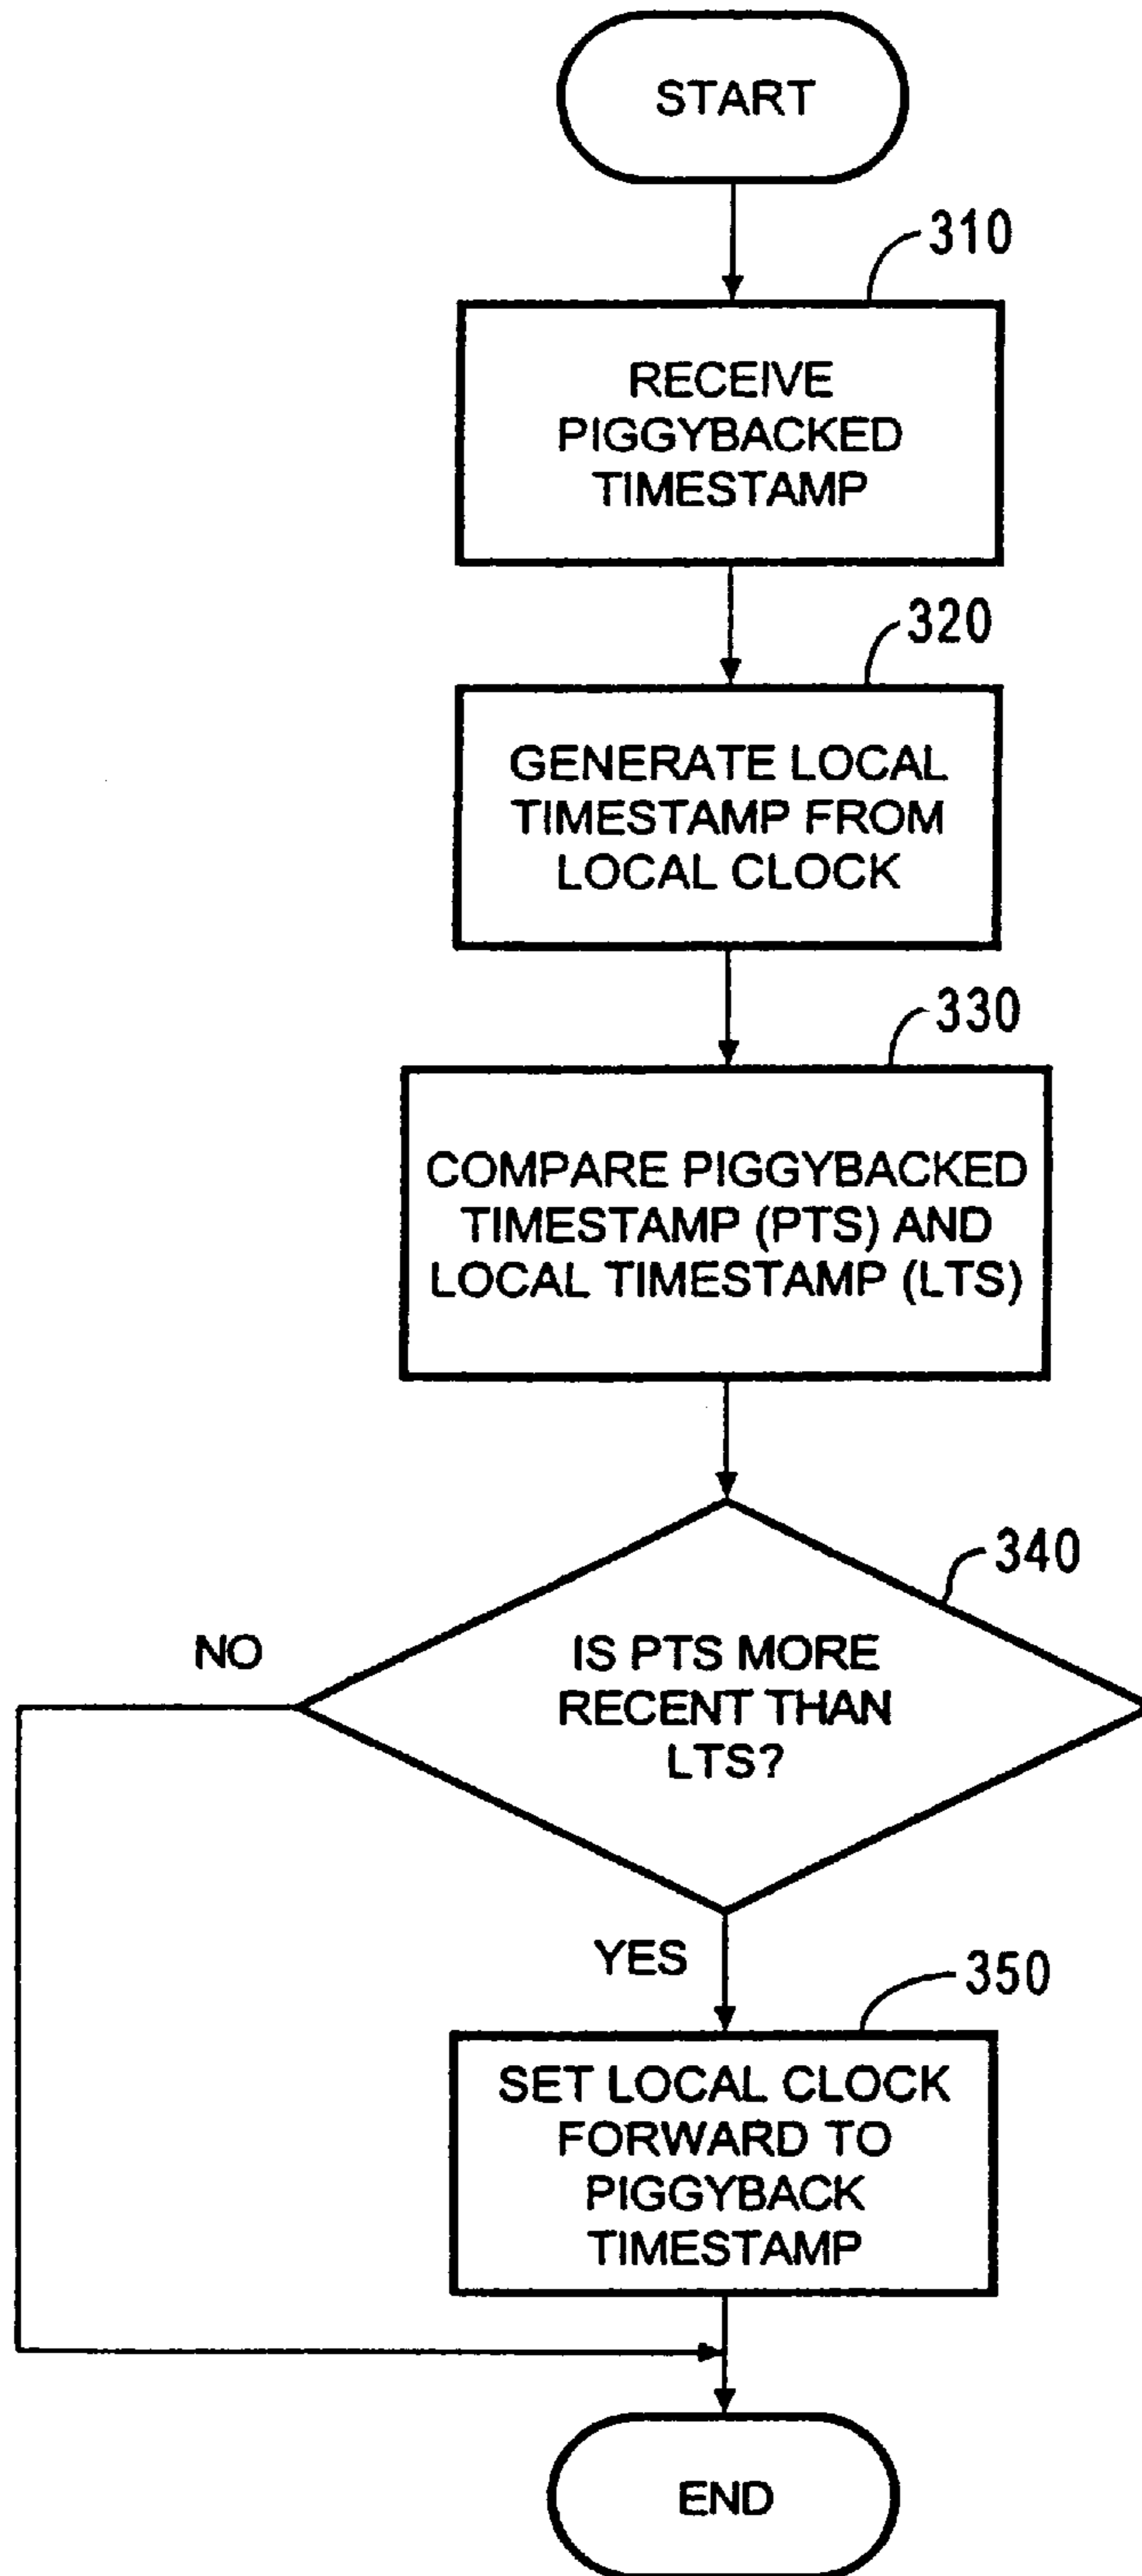 START
310
RECEIVE
PIGGYBACKED
TIMESTAMP
320
GENERATE LOCAL
TIMESTAMP FROM
LOCAL CLOCK
330
COMPARE PIGGYBACKED
TIMESTAMP (PTS) AND
LOCAL TIMESTAMP (LTS)
340
NO
IS PTS MORE
RECENT THAN
LTS?
YES
350
SET LOCAL CLOCK
FORWARD TO
PIGGYBACK
TIMESTAMP
END